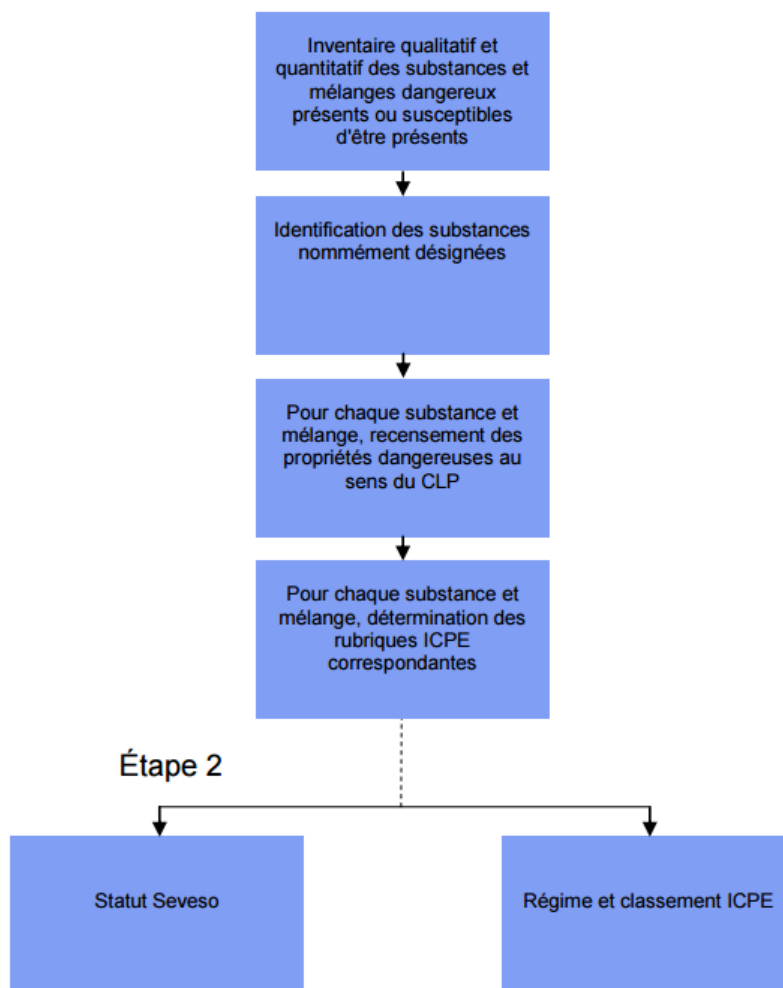 Inventaire qualitatif et
quantitatif des substances et
mélanges dangereux
présents ou susceptibles
d'être présents
Identification des substances
nommément désignées
Pour chaque substance et
mélange, recensement des
propriétés dangereuses au
sens du CLP
Pour chaque substance et
mélange, détermination des
rubriques ICPE
correspondantes
Étape 2
Statut Seveso
Régime et classement ICPE